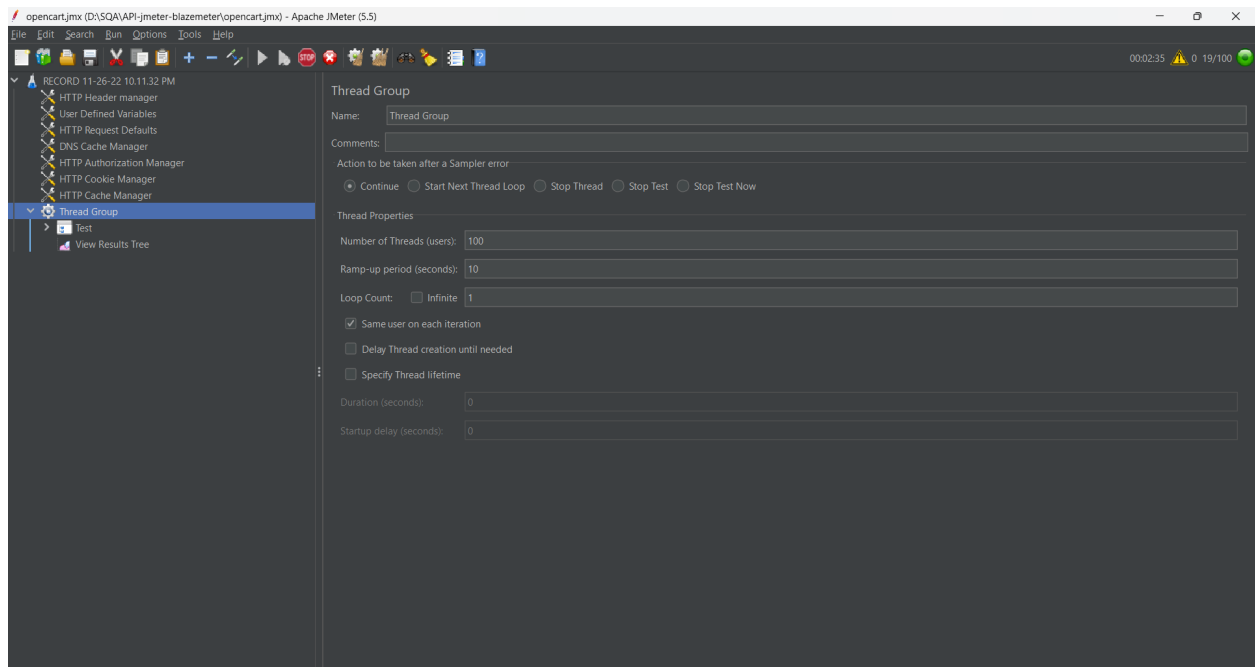 opencart.jmx (D:\SQA\API-jmeter-blazemeter\opencart.jmx) - Apache JMeter (5.5)
File Edit Search Run Options Tools Help
STOP
00:02:35 0 19/100
RECORD 11-26-22 10.11.32 PM
HTTP Header manager
User Defined Variables
HTTP Request Defaults
DNS Cache Manager
HTTP Authorization Manager
HTTP Cookie Manager
HTTP Cache Manager
Thread Group
Test
View Results Tree
Thread Group
Name: Thread Group
Comments:
Action to be taken after a Sampler error
Continue Start Next Thread Loop Stop Thread Stop Test Stop Test Now
Thread Properties
Number of Threads (users): 100
Ramp-up period (seconds): 10
Loop Count: Infinite 1
Same user on each iteration
Delay Thread creation until needed
Specify Thread lifetime
Duration (seconds): 0
Startup delay (seconds): 0